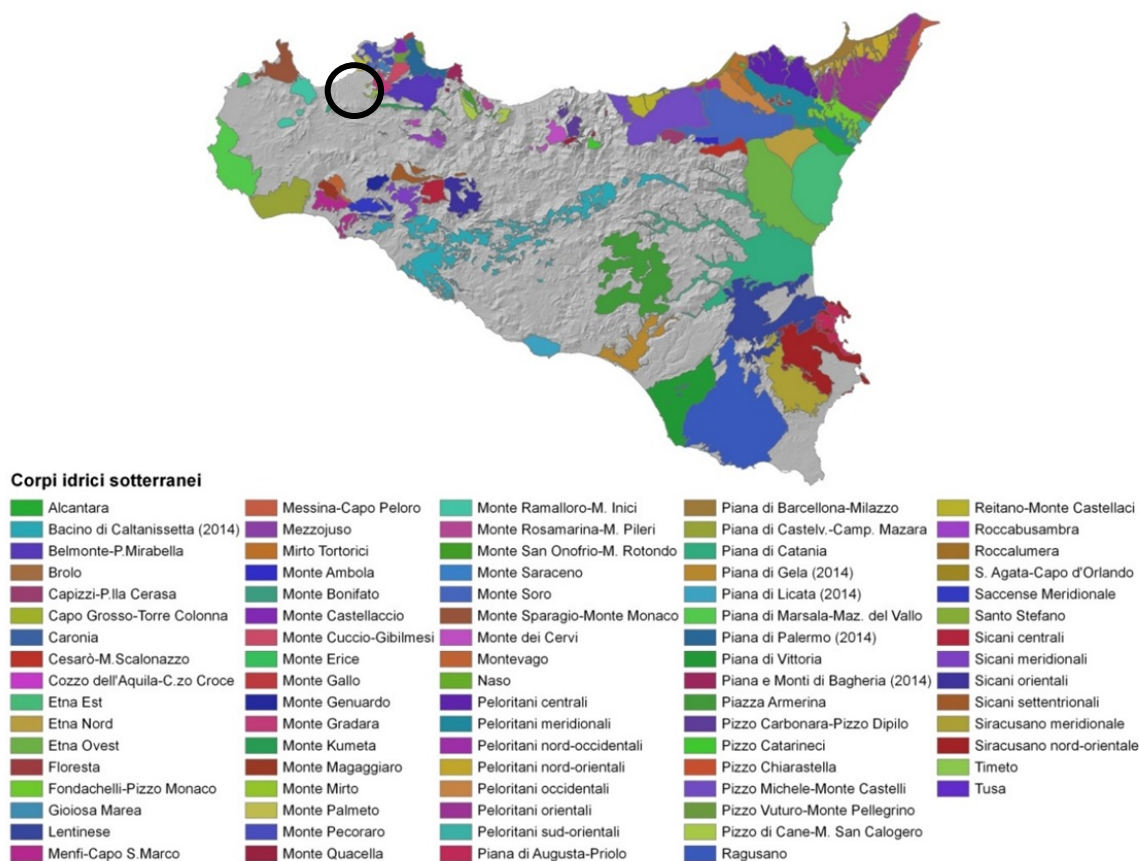 Corpi idrici sotterranei
Alcantara
Bacino di Caltanissetta (2014)
Belmonte-P.Mirabella
Brolo
Capizzi-P.lla Cerasa
Capo Grosso-Torre Colonna
Caronia
Cesarò-M.Scalonazzo
Cozzo dell'Aquila-C.zo Croce
Etna Est
Etna Nord
Etna Ovest
Floresta
Fondachelli-Pizzo Monaco
Gioiosa Marea
Lentinese
Menfi-Capo S.Marco
Messina-Capo Peloro
Mezzojuso
Mirto Tortorici
Monte Ambola
Monte Bonifato
Monte Castellaccio
Monte Cuccio-Gibilmesi
Monte Erice
Monte Gallo
Monte Genuardo
Monte Gradara
Monte Kumeta
Monte Magaggiaro
Monte Mirto
Monte Palmeto
Monte Pecoraro
Monte Quacella
Monte Ramalloro-M. Inici
Monte Rosamarina-M. Pileri
Monte San Onofrio-M. Rotondo
Monte Saraceno
Monte Soro
Monte Sparagio-Monte Monaco
Monte dei Cervi
Montevago
Naso
Peloritani centrali
Peloritani meridionali
Peloritani nord-occidentali
Peloritani nord-orientali
Peloritani occidentali
Peloritani orientali
Peloritani sud-orientali
Piana di Augusta-Priolo
Piana di Barcellona-Milazzo
Piana di Castelv.-Camp. Mazara
Piana di Catania
Piana di Gela (2014)
Piana di Licata (2014)
Piana di Marsala-Maz. del Vallo
Piana di Palermo (2014)
Piana di Vittoria
Piana e Monti di Bagheria (2014)
Piazza Armerina
Pizzo Carbonara-Pizzo Dipilo
Pizzo Catarineci
Pizzo Chiarastella
Pizzo Michele-Monte Castelli
Pizzo Vuturo-Monte Pellegrino
Pizzo di Cane-M. San Calogero
Ragusano
Reitano-Monte Castellaci
Roccabusambra
Roccalumera
S. Agata-Capo d'Orlando
Saccense Meridionale
Santo Stefano
Sicani centrali
Sicani meridionali
Sicani orientali
Sicani settentrionali
Siracusano meridionale
Siracusano nord-orientale
Timeto
Tusa